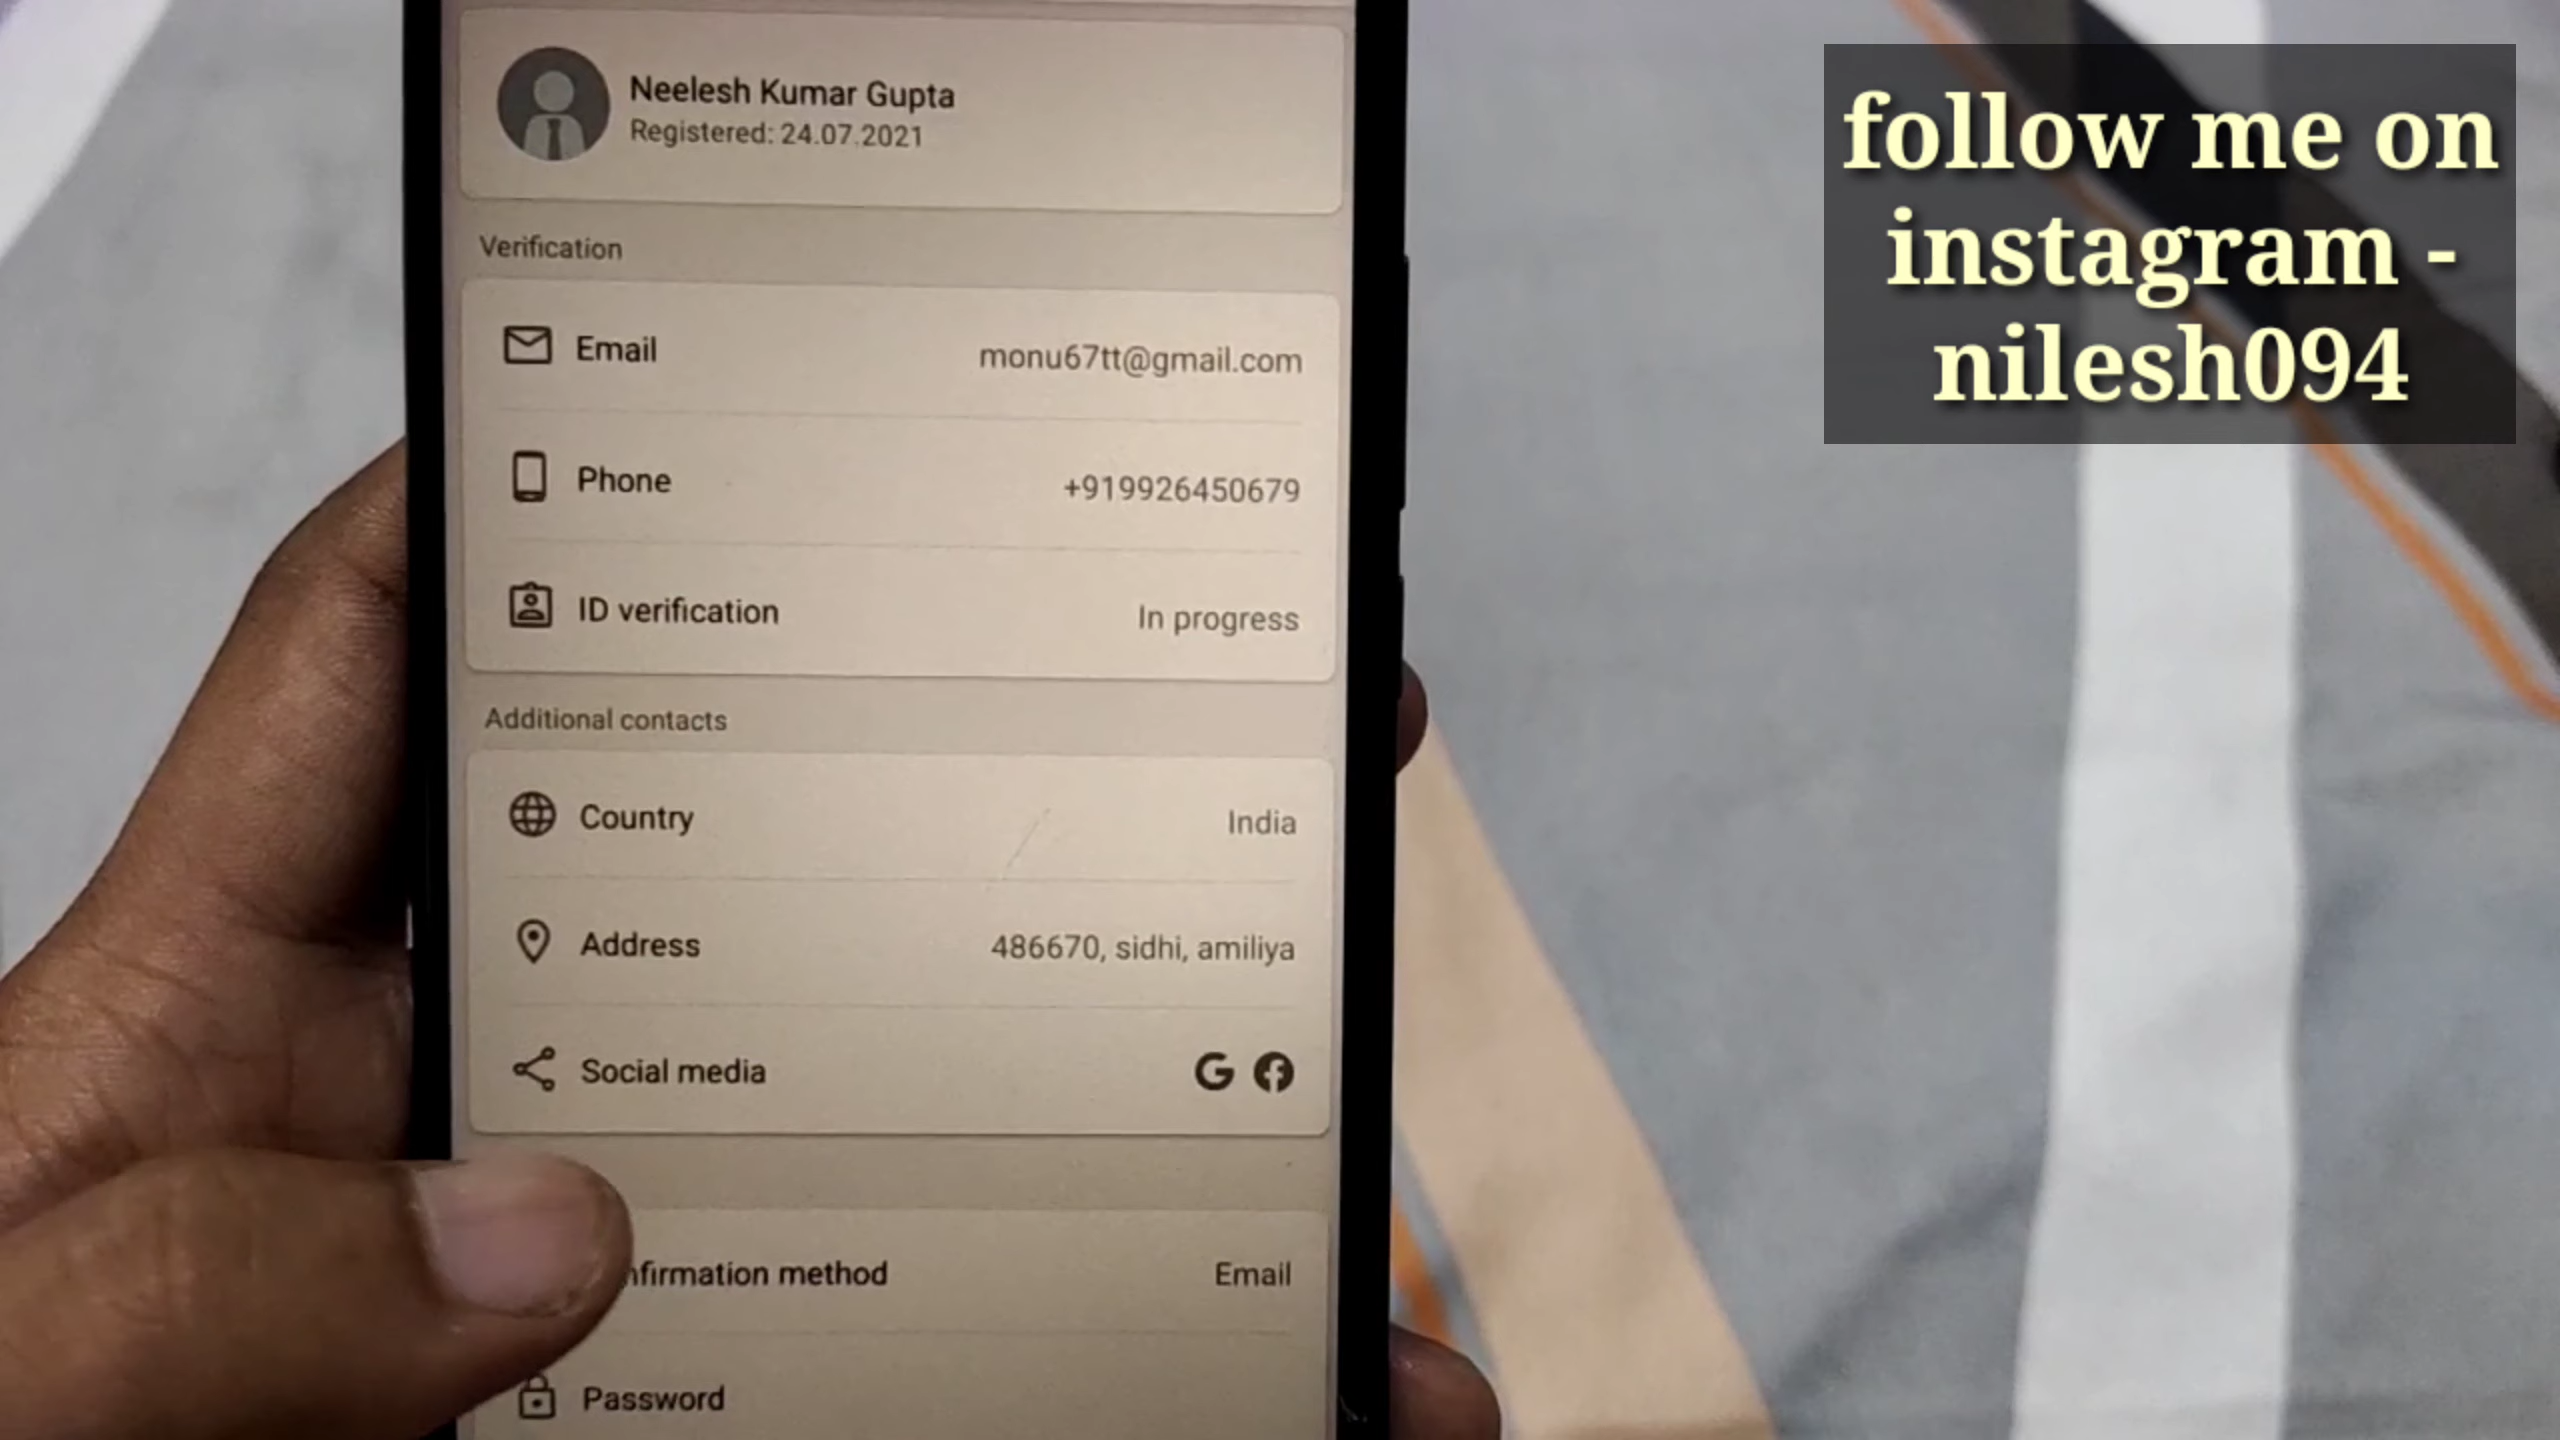 Neelesh Kumar Gupta
Registered: 24.07.2021
follow me on
instagram -
nilesh094
Verification
Email monu67tt@gmail.com
Phone +919926450679
ID verification In progress
Additional contacts
Country India
Address 486670, sidhi, amiliya
Social media
method Email
Password